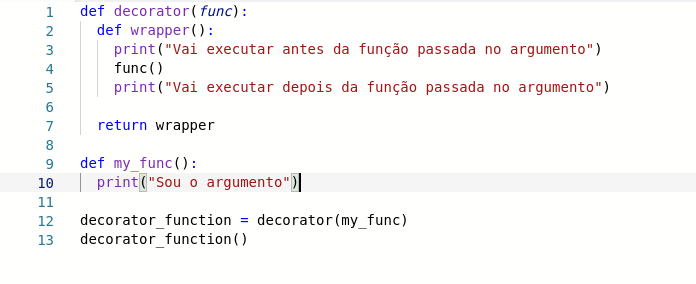 1 def decorator(func):
2   def wrapper():
3     print("Vai executar antes da função passada no argumento")
4     func()
5     print("Vai executar depois da função passada no argumento")
6
7   return wrapper
8
9 def my_func():
10   print("Sou o argumento")
11
12 decorator_function = decorator(my_func)
13 decorator_function()